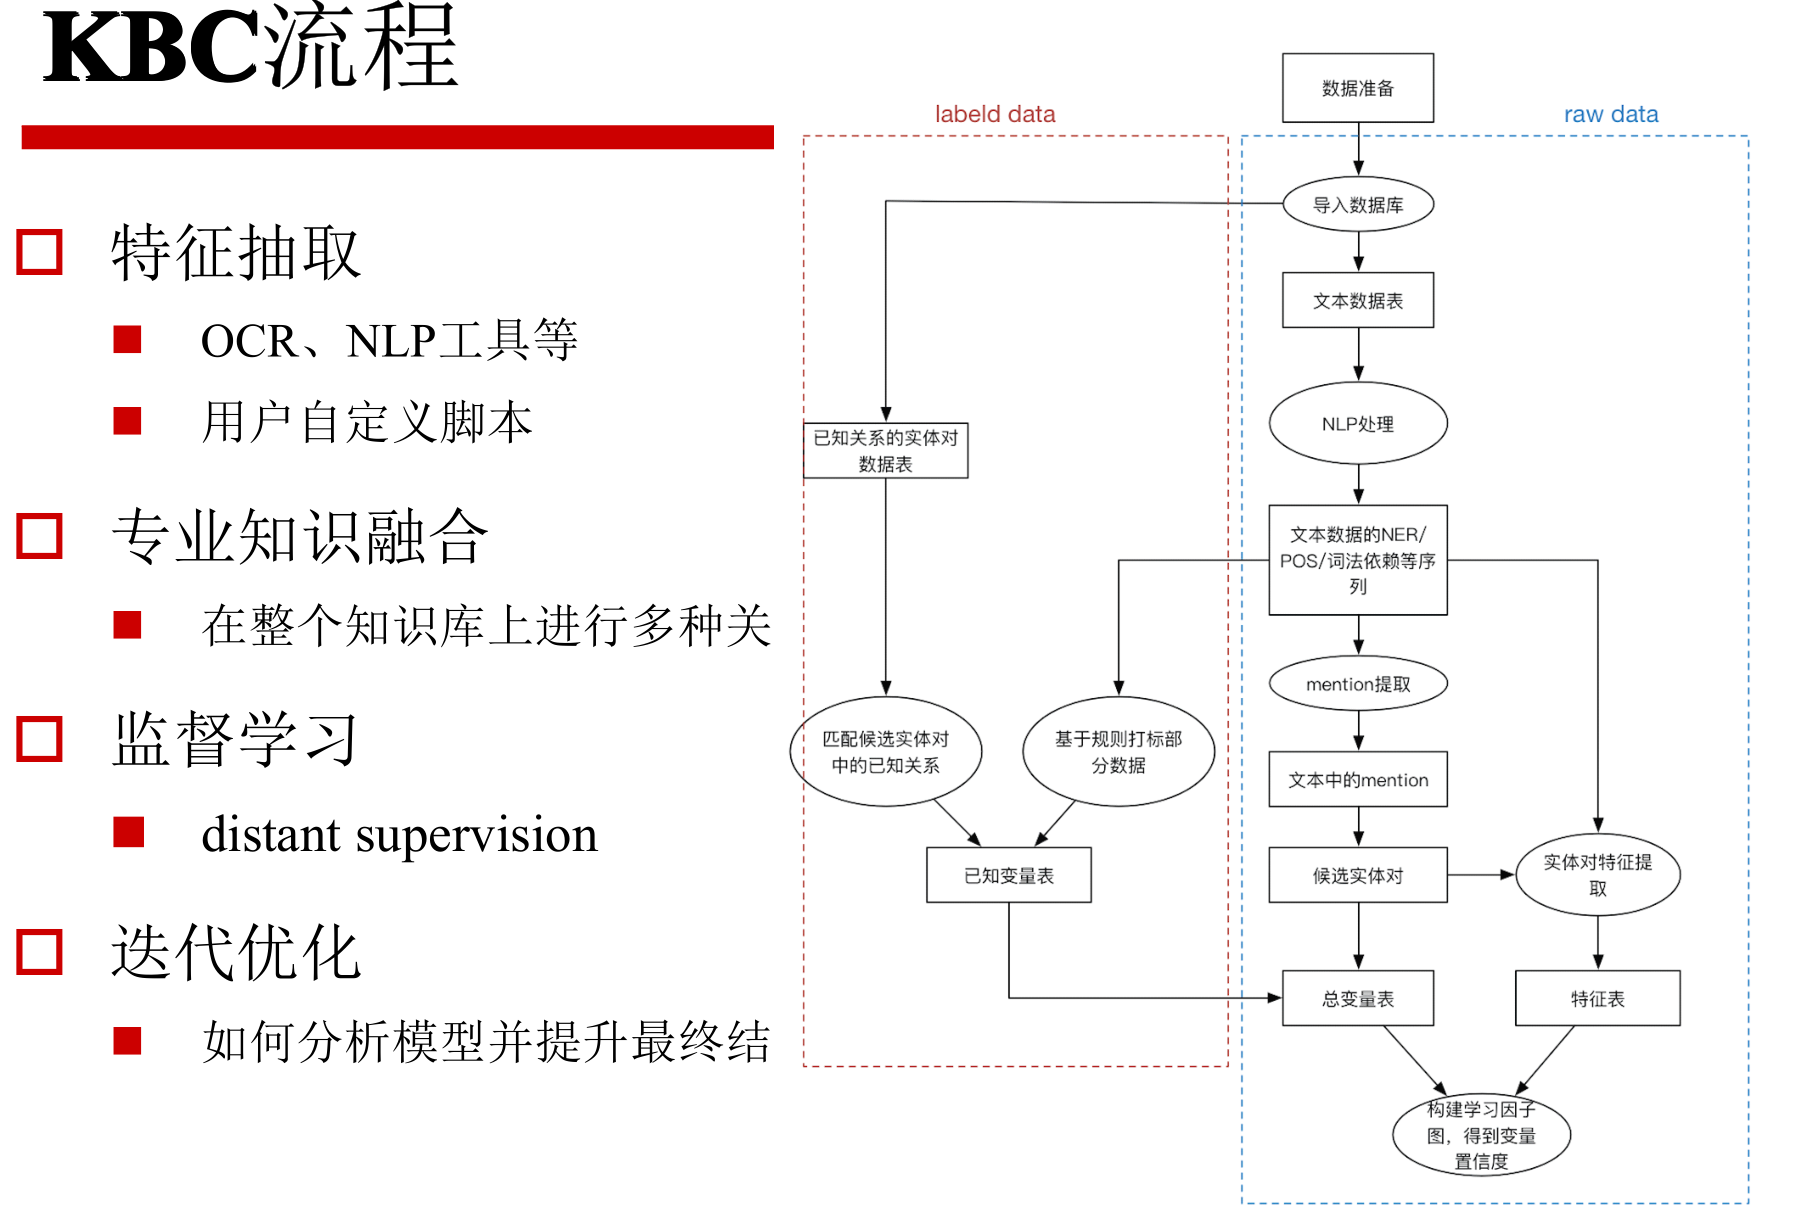 KBC流程
特征抽取
OCR、NLP工具等
用户自定义脚本
专业知识融合
在整个知识库上进行多种关
监督学习
distant supervision
迭代优化
如何分析模型并提升最终结
labeld data
raw data
数据准备
导入数据库
文本数据表
NLP处理
已知关系的实体对
数据表
文本数据的NER/
POS/词法依赖等序
列
mention提取
匹配候选实体对
中的已知关系
基于规则打标部
分数据
文本中的mention
已知变量表
候选实体对
实体对特征提
取
总变量表
特征表
构建学习因子
图，得到变量
置信度